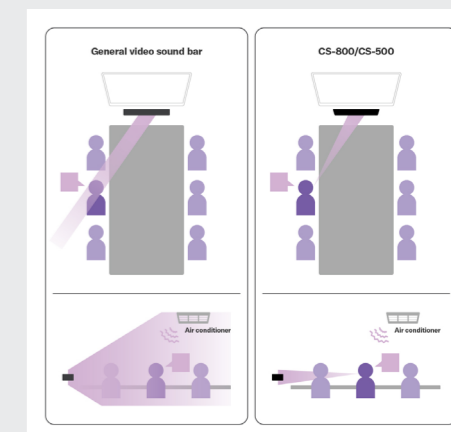 General video sound bar
CS-800/CS-500
Air conditioner
Air conditioner